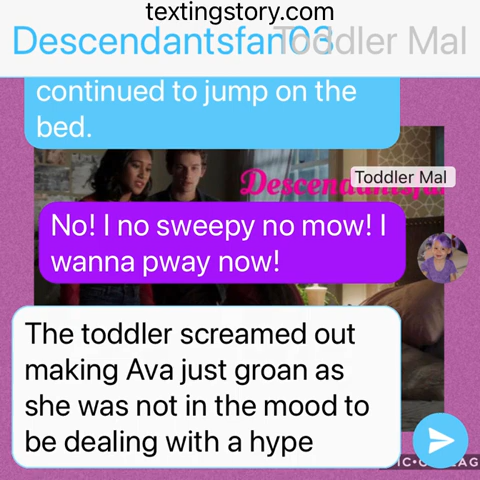 textingstory.com
Descendantsfan03
Toddler Mal
continued to jump on the
bed.
Toddler Mal
No! I no sweepy no mow! I
wanna pway now!
The toddler screamed out
making Ava just groan as
she was not in the mood to
be dealing with a hype